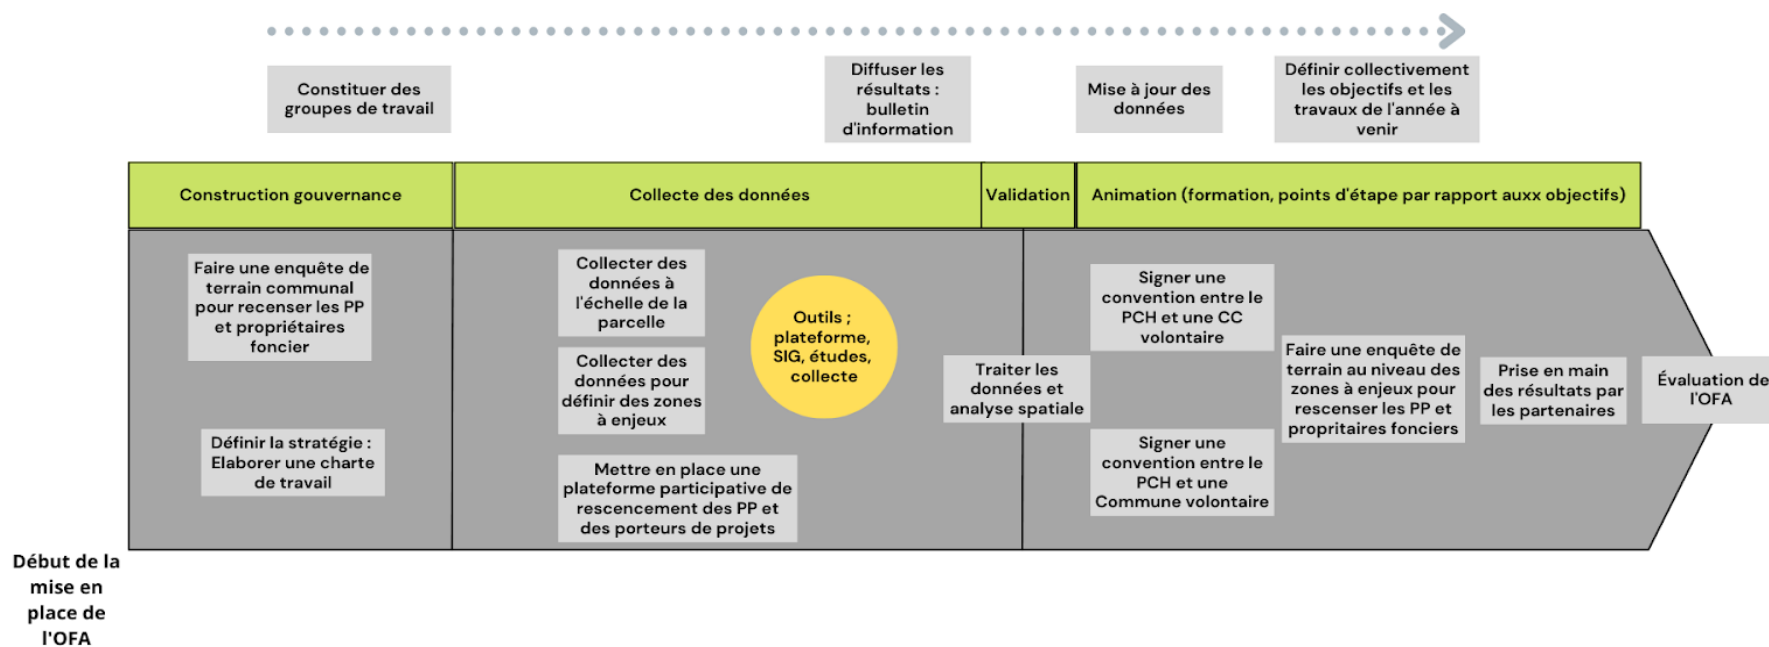 Constituer des
groupes de travail
Diffuser les
résultats :
bulletin
d'information
Mise à jour des
données
Définir collectivement
les objectifs et les
travaux de l'année à
venir
Construction gouvernance
Collecte des données
Validation
Animation (formation, points d'étape par rapport auxx objectifs)
Faire une enquête de
terrain communal
pour recenser les PP
et propriétaires
foncier
Définir la stratégie :
Elaborer une charte
de travail
Collecter des
données à
l'échelle de la
parcelle
Collecter des
données pour
définir des zones
à enjeux
Mettre en place une
plateforme participative de
rescencement des PP et
des porteurs de projets
Outils ;
plateforme,
SIG, études,
collecte
Traiter les
données et
analyse spatiale
Signer une
convention entre le
PCH et une CC
volontaire
Signer une
convention entre le
PCH et une
Commune volontaire
Faire une enquête de
terrain au niveau des
zones à enjeux pour
rescenser les PP et
propritaires fonciers
Prise en main
des résultats par
les partenaires
Évaluation de
l'OFA
Début de la
mise en
place de
l'OFA